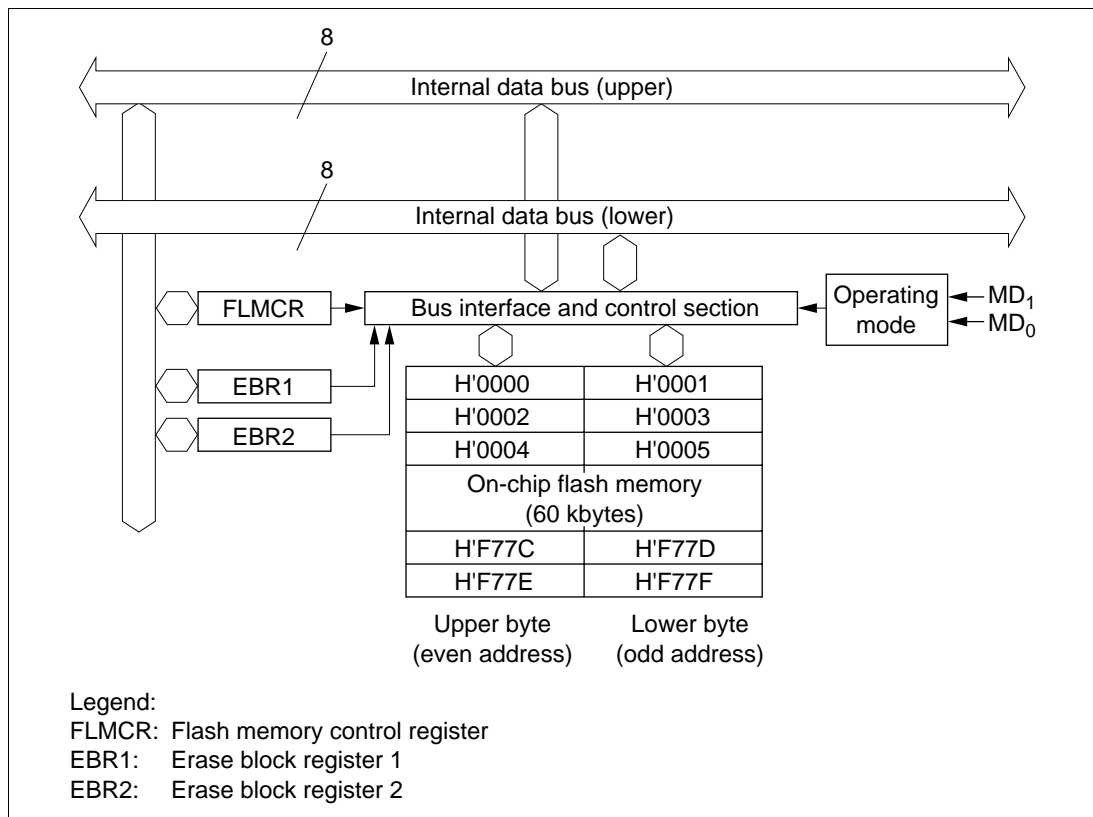 8
Internal data bus (upper)
8
Internal data bus (lower)
FLMCR
Bus interface and control section
Operating
mode
MD1
MD0
EBR1
EBR2
H'0000 H'0001
H'0002 H'0003
H'0004 H'0005
On-chip flash memory
(60 kbytes)
H'F77C H'F77D
H'F77E H'F77F
Upper byte
(even address)
Lower byte
(odd address)
Legend:
FLMCR: Flash memory control register
EBR1: Erase block register 1
EBR2: Erase block register 2